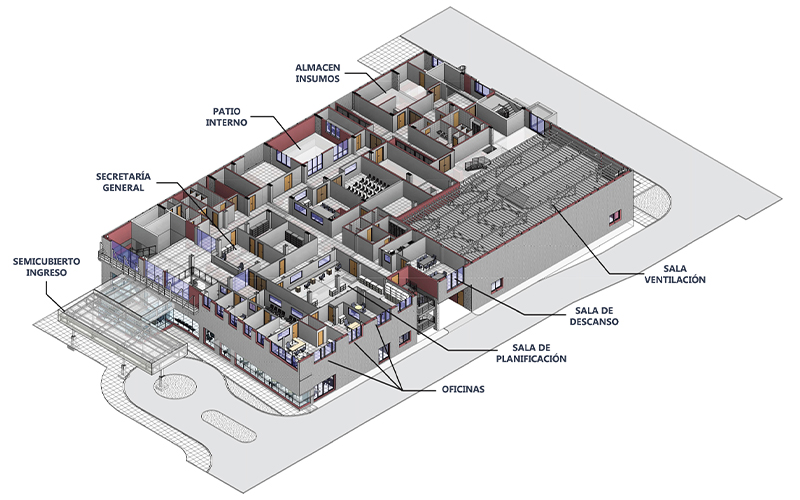 ALMACEN
INSUMOS
PATIO
INTERNO
SECRETARÍA
GENERAL
SEMICUBIERTO
INGRESO
SALA
VENTILACIÓN
SALA DE
DESCANSO
SALA DE
PLANIFICACIÓN
OFICINAS